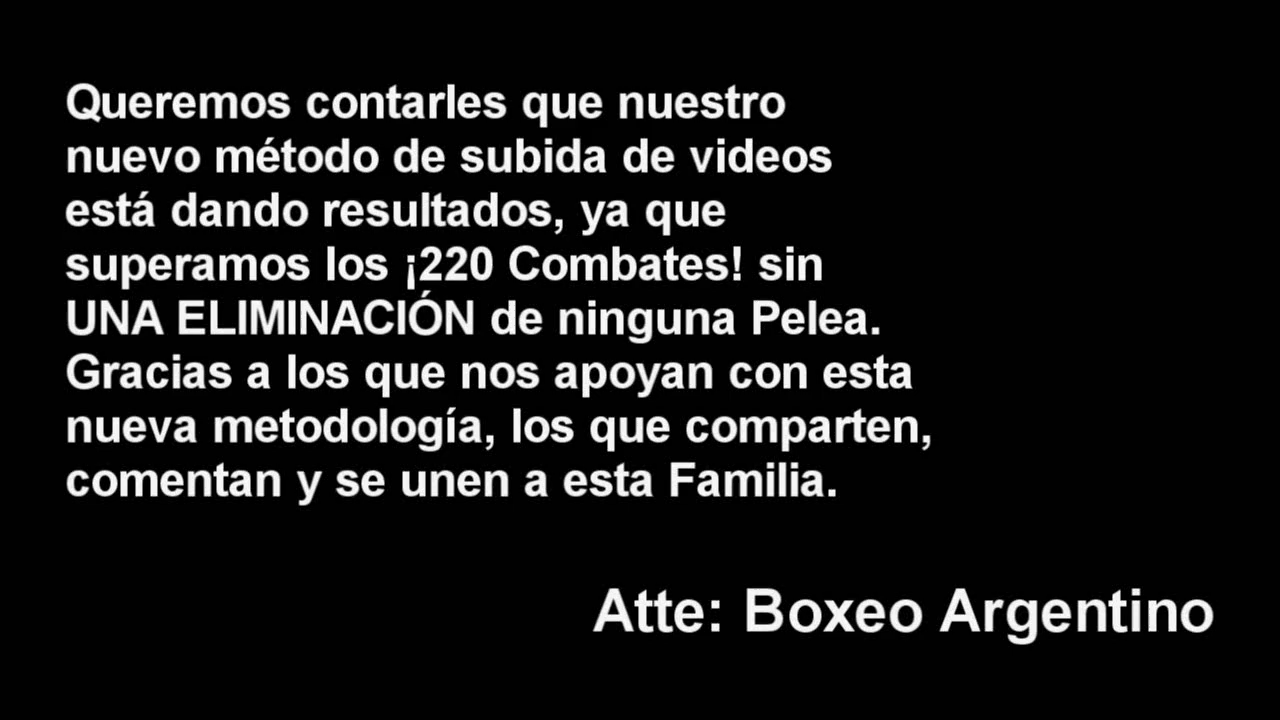 Queremos contarles que nuestro
nuevo método de subida de videos
está dando resultados, ya que
superamos los ¡220 Combates! sin
UNA ELIMINACIÓN de ninguna Pelea.
Gracias a los que nos apoyan con esta
nueva metodología, los que comparten,
comentan y se unen a esta Familia.
Atte: Boxeo Argentino